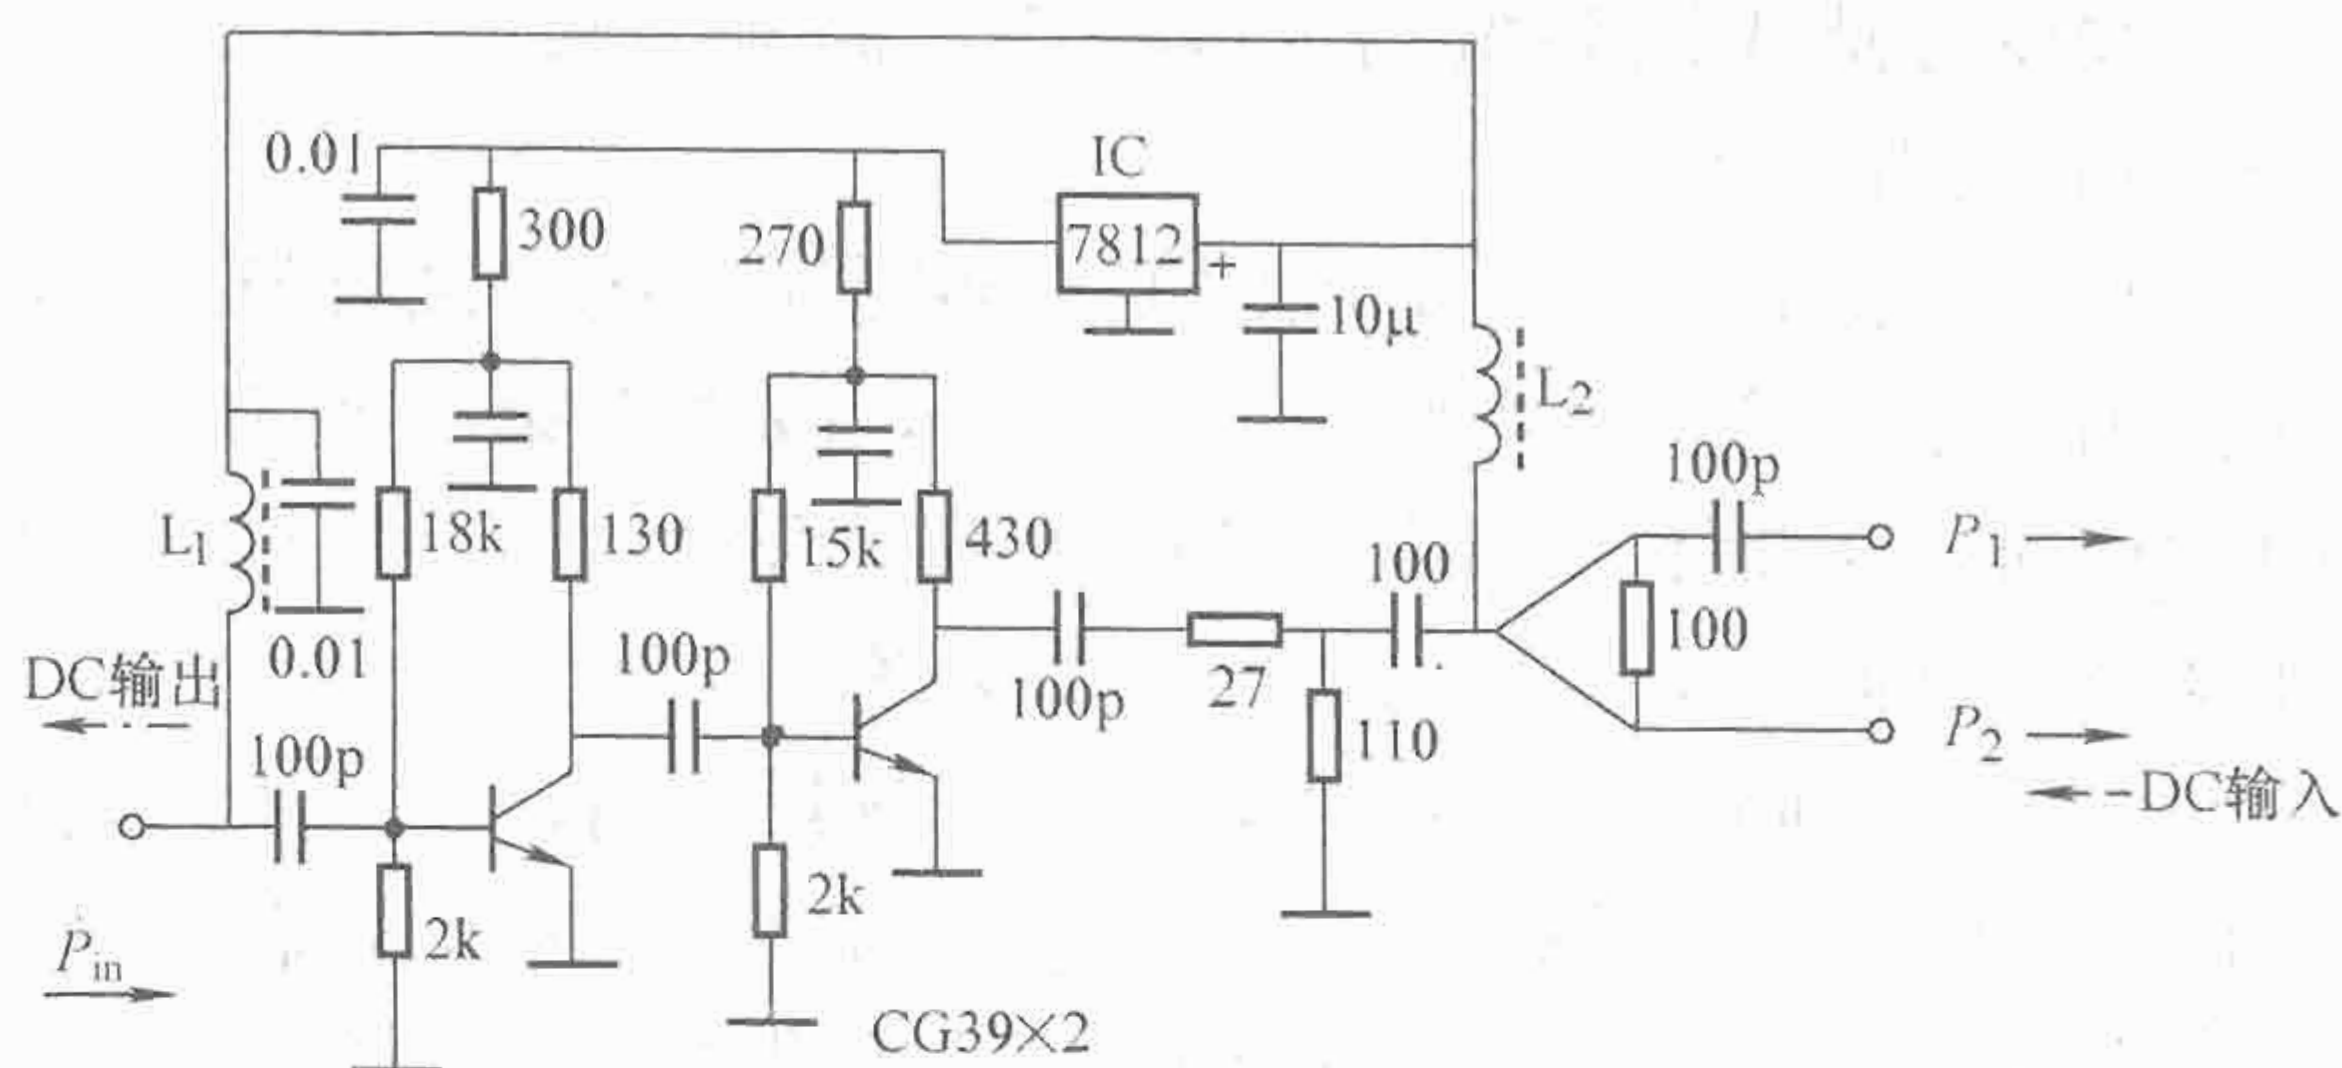 0.01
IC
300
270
7812
+
10μ
L2
100p
L1
18k
130
15k
430
100
P1
0.01
100p
100
DC输出
100p
27
110
P2
100p
DC输入
2k
2k
Pin
CG39×2